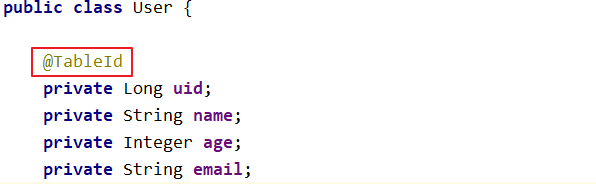 public class User {
@TableId
private Long uid;
private String name;
private Integer age;
private String email;